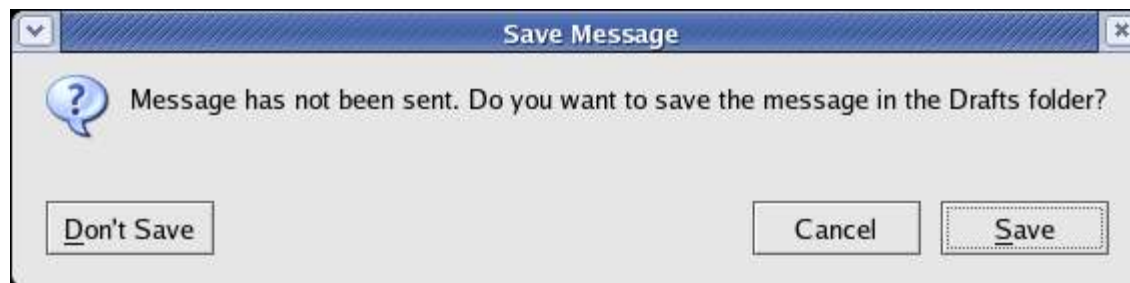 Save Message
Message has not been sent. Do you want to save the message in the Drafts folder?
Don't Save
Cancel
Save